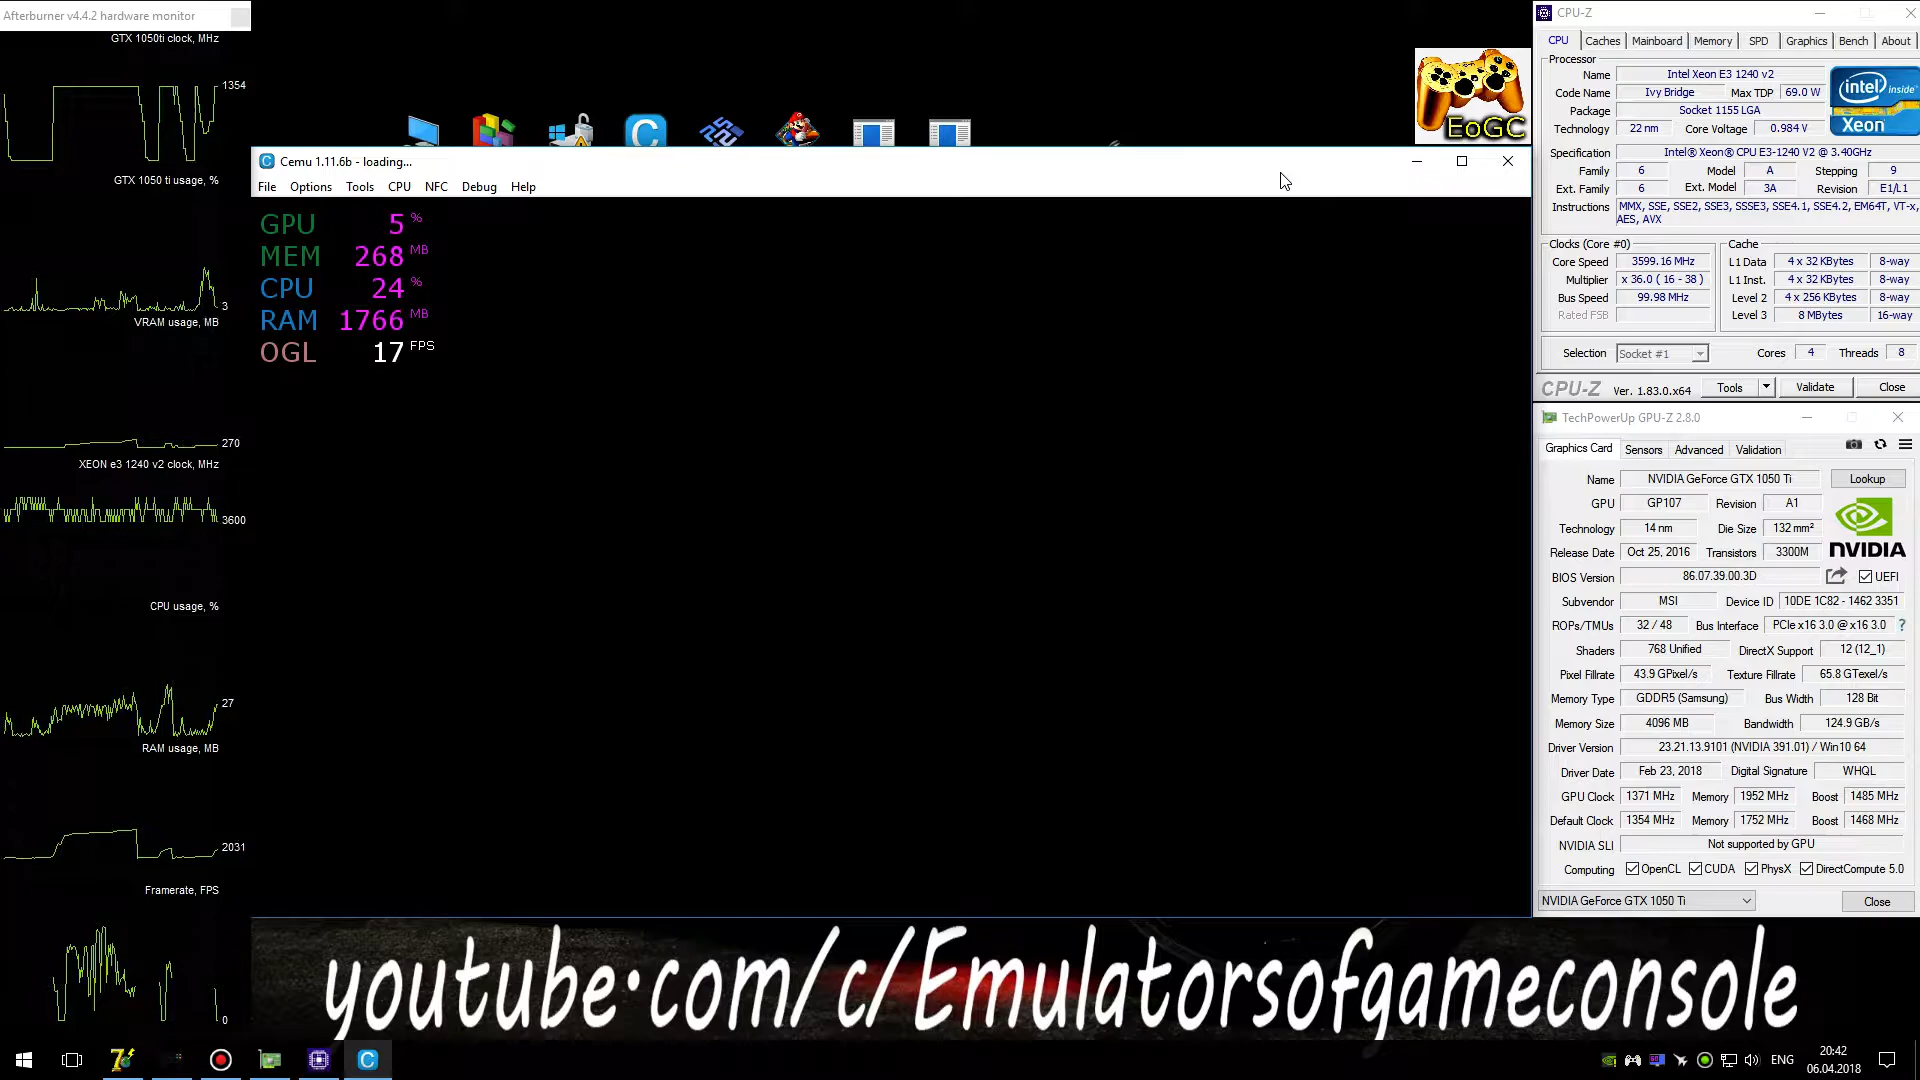 Afterburner v4.4.2 hardware monitor
GTX 1050ti clock, MHz
1354
GTX 1050 ti usage, %
3
VRAM usage, MB
270
XEON e3 1240 v2 clock, MHz
3600
CPU usage, %
27
RAM usage, MB
2031
Framerate, FPS
0
EoGC
Cemu 1.11.6b - loading...
File Options Tools CPU NFC Debug Help
GPU 5 %
MEM 268 MB
CPU 24 %
RAM 1766 MB
OGL 17 FPS
youtube.com/c/Emulatorsofgameconsole
CPU-Z
CPU Caches Mainboard Memory SPD Graphics Bench About
Processor
Name Intel Xeon E3 1240 v2
Code Name Ivy Bridge Max TDP 69.0 W
Package Socket 1155 LGA
Technology 22 nm Core Voltage 0.984 V
intel inside
Xeon
Specification Intel® Xeon® CPU E3-1240 V2 @ 3.40GHz
Family 6 Model A Stepping 9
Ext. Family 6 Ext. Model 3A Revision E1/L1
Instructions MMX, SSE, SSE2, SSE3, SSSE3, SSE4.1, SSE4.2, EM64T, VT-x,
AES, AVX
Clocks (Core #0)
Core Speed 3599.16 MHz
Multiplier x 36.0 ( 16 - 38 )
Bus Speed 99.98 MHz
Rated FSB
Cache
L1 Data 4 x 32 KBytes 8-way
L1 Inst. 4 x 32 KBytes 8-way
Level 2 4 x 256 KBytes 8-way
Level 3 8 MBytes 16-way
Selection Socket #1 Cores 4 Threads 8
CPU-Z Ver. 1.83.0.x64 Tools Validate Close
TechPowerUp GPU-Z 2.8.0
Graphics Card Sensors Advanced Validation
Name NVIDIA GeForce GTX 1050 Ti Lookup
GPU GP107 Revision A1
Technology 14 nm Die Size 132 mm²
Release Date Oct 25, 2016 Transistors 3300M
NVIDIA
BIOS Version 86.07.39.00.3D UEFI
Subvendor MSI Device ID 10DE 1C82 - 1462 3351
ROPs/TMUs 32 / 48 Bus Interface PCIe x16 3.0 @ x16 3.0 ?
Shaders 768 Unified DirectX Support 12 (12_1)
Pixel Fillrate 43.9 GPixel/s Texture Fillrate 65.8 GTexel/s
Memory Type GDDR5 (Samsung) Bus Width 128 Bit
Memory Size 4096 MB Bandwidth 124.9 GB/s
Driver Version 23.21.13.9101 (NVIDIA 391.01) / Win10 64
Driver Date Feb 23, 2018 Digital Signature WHQL
GPU Clock 1371 MHz Memory 1952 MHz Boost 1485 MHz
Default Clock 1354 MHz Memory 1752 MHz Boost 1468 MHz
NVIDIA SLI Not supported by GPU
Computing OpenCL CUDA PhysX DirectCompute 5.0
NVIDIA GeForce GTX 1050 Ti Close
ENG
20:42
06.04.2018